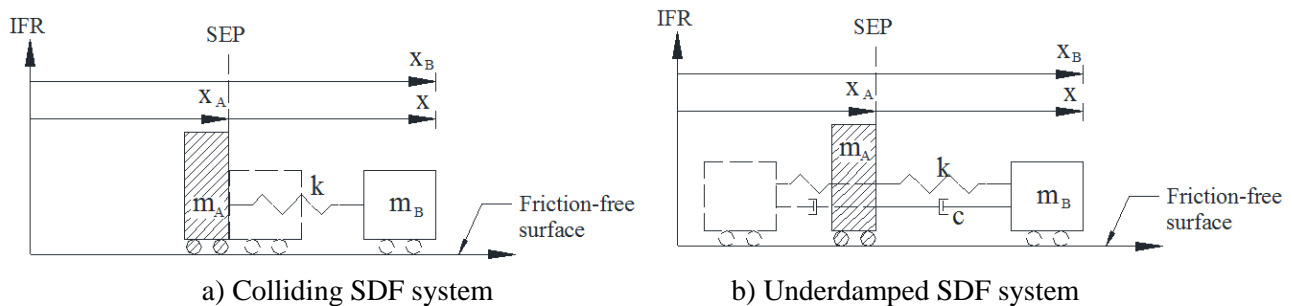 IFR
SEP
x_B
x_A
x
m_A
k
m_B
Friction-free
surface
a) Colliding SDF system
IFR
SEP
x_B
x_A
x
m_A
k
c
m_B
Friction-free
surface
b) Underdamped SDF system